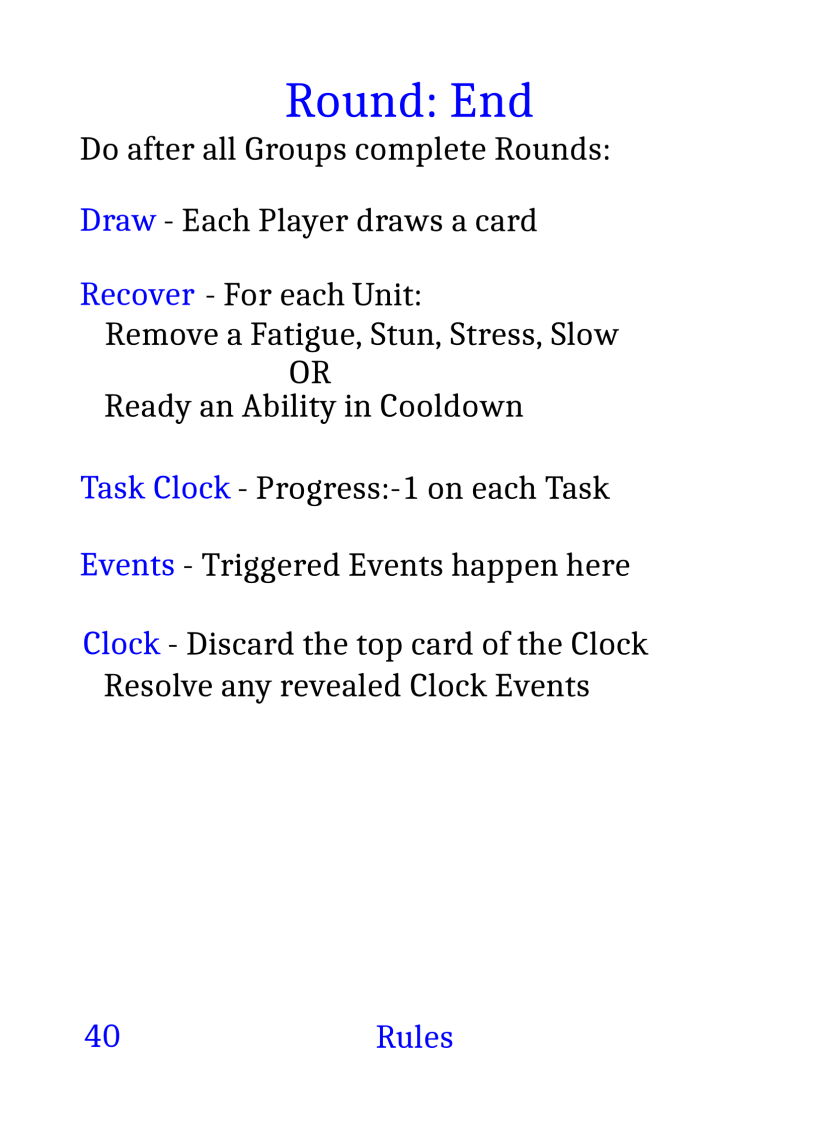 Round: End
Do after all Groups complete Rounds:
Draw - Each Player draws a card
Recover - For each Unit:
Remove a Fatigue, Stun, Stress, Slow
OR
Ready an Ability in Cooldown
Task Clock - Progress:-1 on each Task
Events - Triggered Events happen here
Clock - Discard the top card of the Clock
Resolve any revealed Clock Events
40 Rules